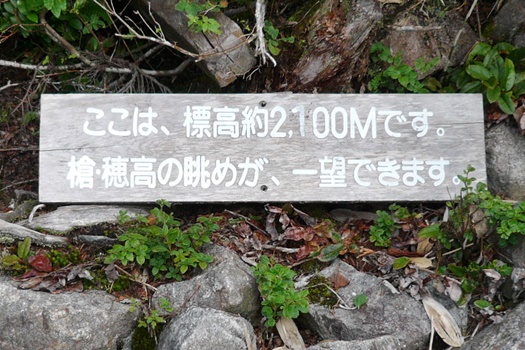 ここは、標高約2,100Mです。
槍・穂高の眺めが、一望できます。